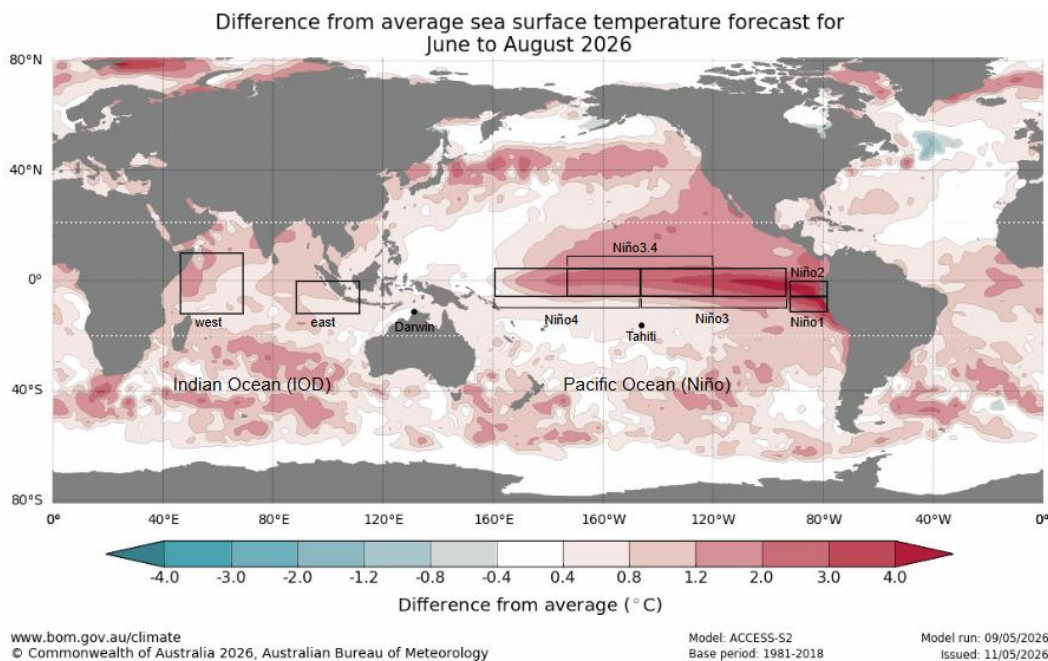 Difference from average sea surface temperature forecast for
June to August 2026
80°N
40°N
0°
40°S
80°S
Niño3.4
Niño2
west
east
Darwin
Niño4
Niño3
Niño1
Tahiti
Indian Ocean (IOD)
Pacific Ocean (Niño)
0° 40°E 80°E 120°E 160°E 160°W 120°W 80°W 40°W 0°
-4.0 -3.0 -2.0 -1.2 -0.8 -0.4 0.4 0.8 1.2 2.0 3.0 4.0
Difference from average (°C)
www.bom.gov.au/climate
© Commonwealth of Australia 2026, Australian Bureau of Meteorology
Model: ACCESS-S2
Base period: 1981-2018
Model run: 09/05/2026
Issued: 11/05/2026